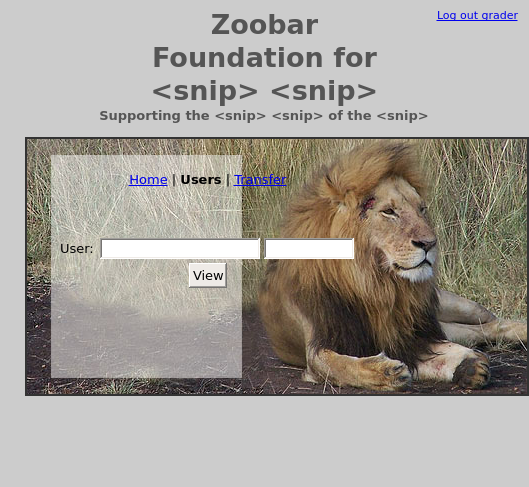 Log out grader
Zoobar
Foundation for
<snip> <snip>
Supporting the <snip> <snip> of the <snip>
Home | Users | Transfer
User:
View